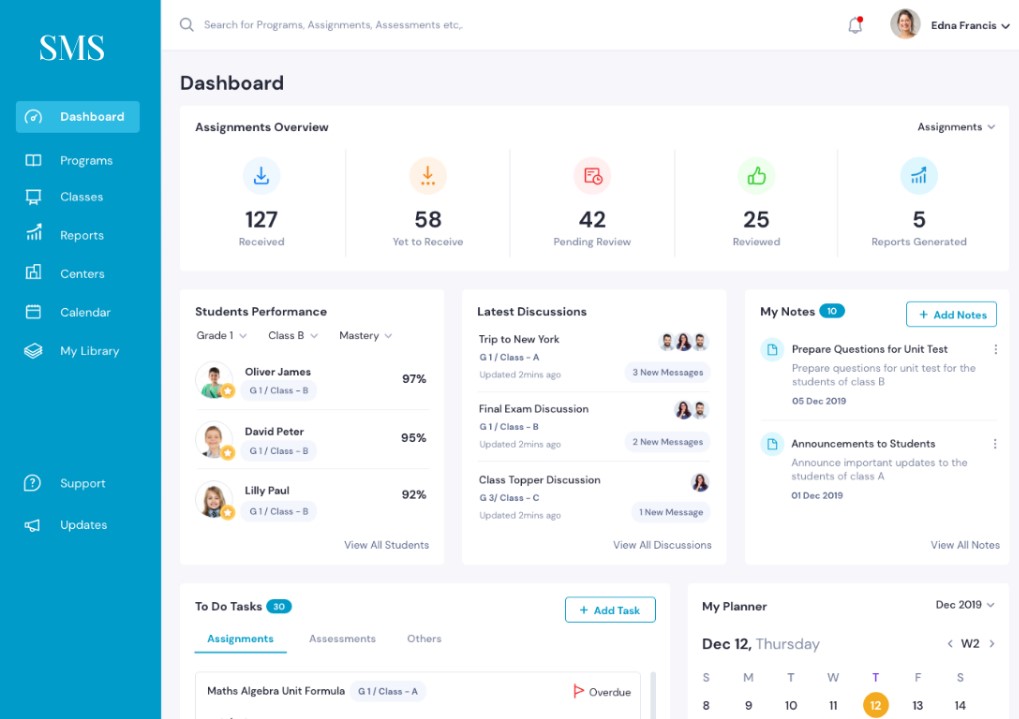 SMS
Search for Programs, Assignments, Assessments etc,.
Edna Francis
Dashboard
Programs
Classes
Reports
Centers
Calendar
My Library
Support
Updates
Dashboard
Assignments Overview
Assignments
127
Received
58
Yet to Receive
42
Pending Review
25
Reviewed
5
Reports Generated
Students Performance
Grade 1 Class B Mastery
Oliver James
G 1 / Class - B
97%
David Peter
G 1 / Class - B
95%
Lilly Paul
G 1 / Class - B
92%
View All Students
Latest Discussions
Trip to New York
G 1 / Class - A
Updated 2mins ago
3 New Messages
Final Exam Discussion
G 1 / Class - B
Updated 2mins ago
2 New Messages
Class Topper Discussion
G 3/ Class - C
Updated 2mins ago
1 New Message
View All Discussions
My Notes 10
+ Add Notes
Prepare Questions for Unit Test
Prepare questions for unit test for the
students of class B
05 Dec 2019
Announcements to Students
Announce important updates to the
students of class A
01 Dec 2019
View All Notes
To Do Tasks 30
+ Add Task
Assignments Assessments Others
Maths Algebra Unit Formula G 1 / Class - A Overdue
My Planner
Dec 2019
Dec 12, Thursday
< W2 >
S M T W T F S
8 9 10 11 12 13 14